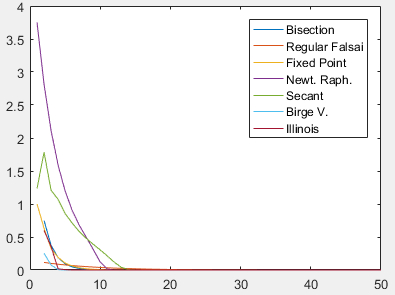 4
3.5
3
2.5
2
1.5
1
0.5
0
0 10 20 30 40 50
Bisection
Regular Falsai
Fixed Point
Newt. Raph.
Secant
Birge V.
Illinois